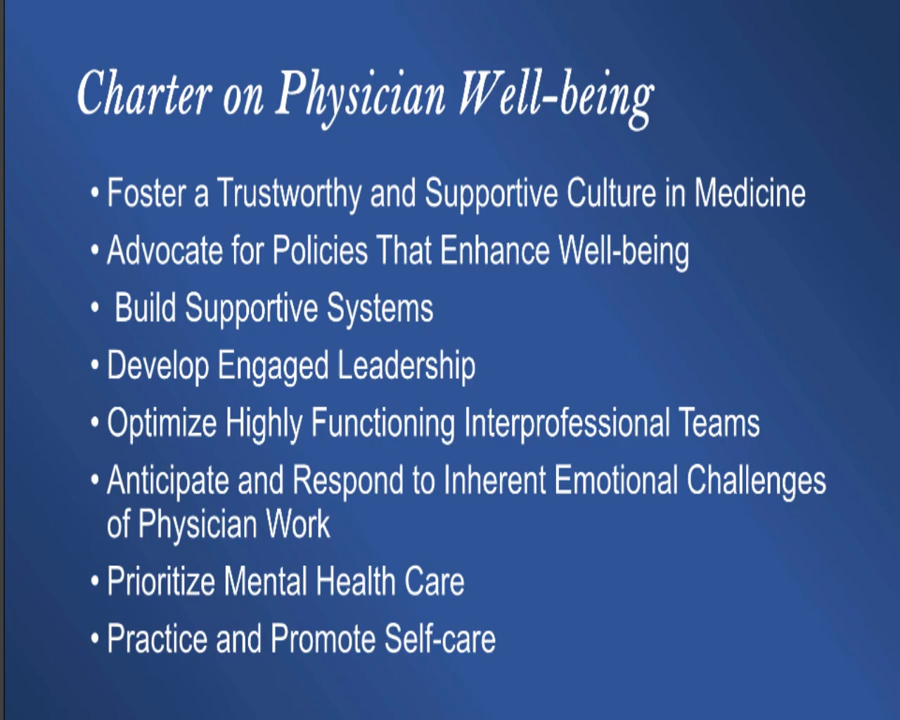 Charter on Physician Well-being
• Foster a Trustworthy and Supportive Culture in Medicine
• Advocate for Policies That Enhance Well-being
• Build Supportive Systems
• Develop Engaged Leadership
• Optimize Highly Functioning Interprofessional Teams
• Anticipate and Respond to Inherent Emotional Challenges
of Physician Work
• Prioritize Mental Health Care
• Practice and Promote Self-care